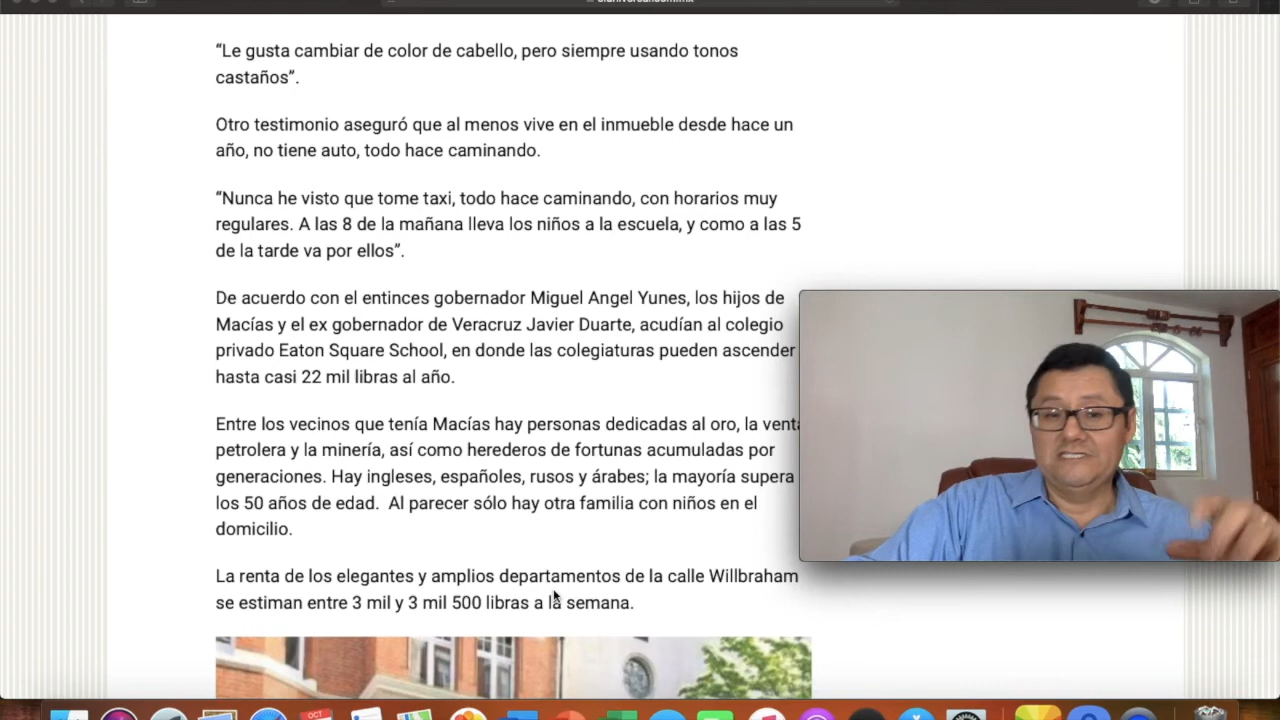 “Le gusta cambiar de color de cabello, pero siempre usando tonos
castaños”.
Otro testimonio aseguró que al menos vive en el inmueble desde hace un
año, no tiene auto, todo hace caminando.
“Nunca he visto que tome taxi, todo hace caminando, con horarios muy
regulares. A las 8 de la mañana lleva los niños a la escuela, y como a las 5
de la tarde va por ellos”.
De acuerdo con el entinces gobernador Miguel Angel Yunes, los hijos de
Macías y el ex gobernador de Veracruz Javier Duarte, acudían al colegio
privado Eaton Square School, en donde las colegiaturas pueden ascender
hasta casi 22 mil libras al año.
Entre los vecinos que tenía Macías hay personas dedicadas al oro, la venta
petrolera y la minería, así como herederos de fortunas acumuladas por
generaciones. Hay ingleses, españoles, rusos y árabes; la mayoría supera
los 50 años de edad. Al parecer sólo hay otra familia con niños en el
domicilio.
La renta de los elegantes y amplios departamentos de la calle Willbraham
se estiman entre 3 mil y 3 mil 500 libras a la semana.
OCT